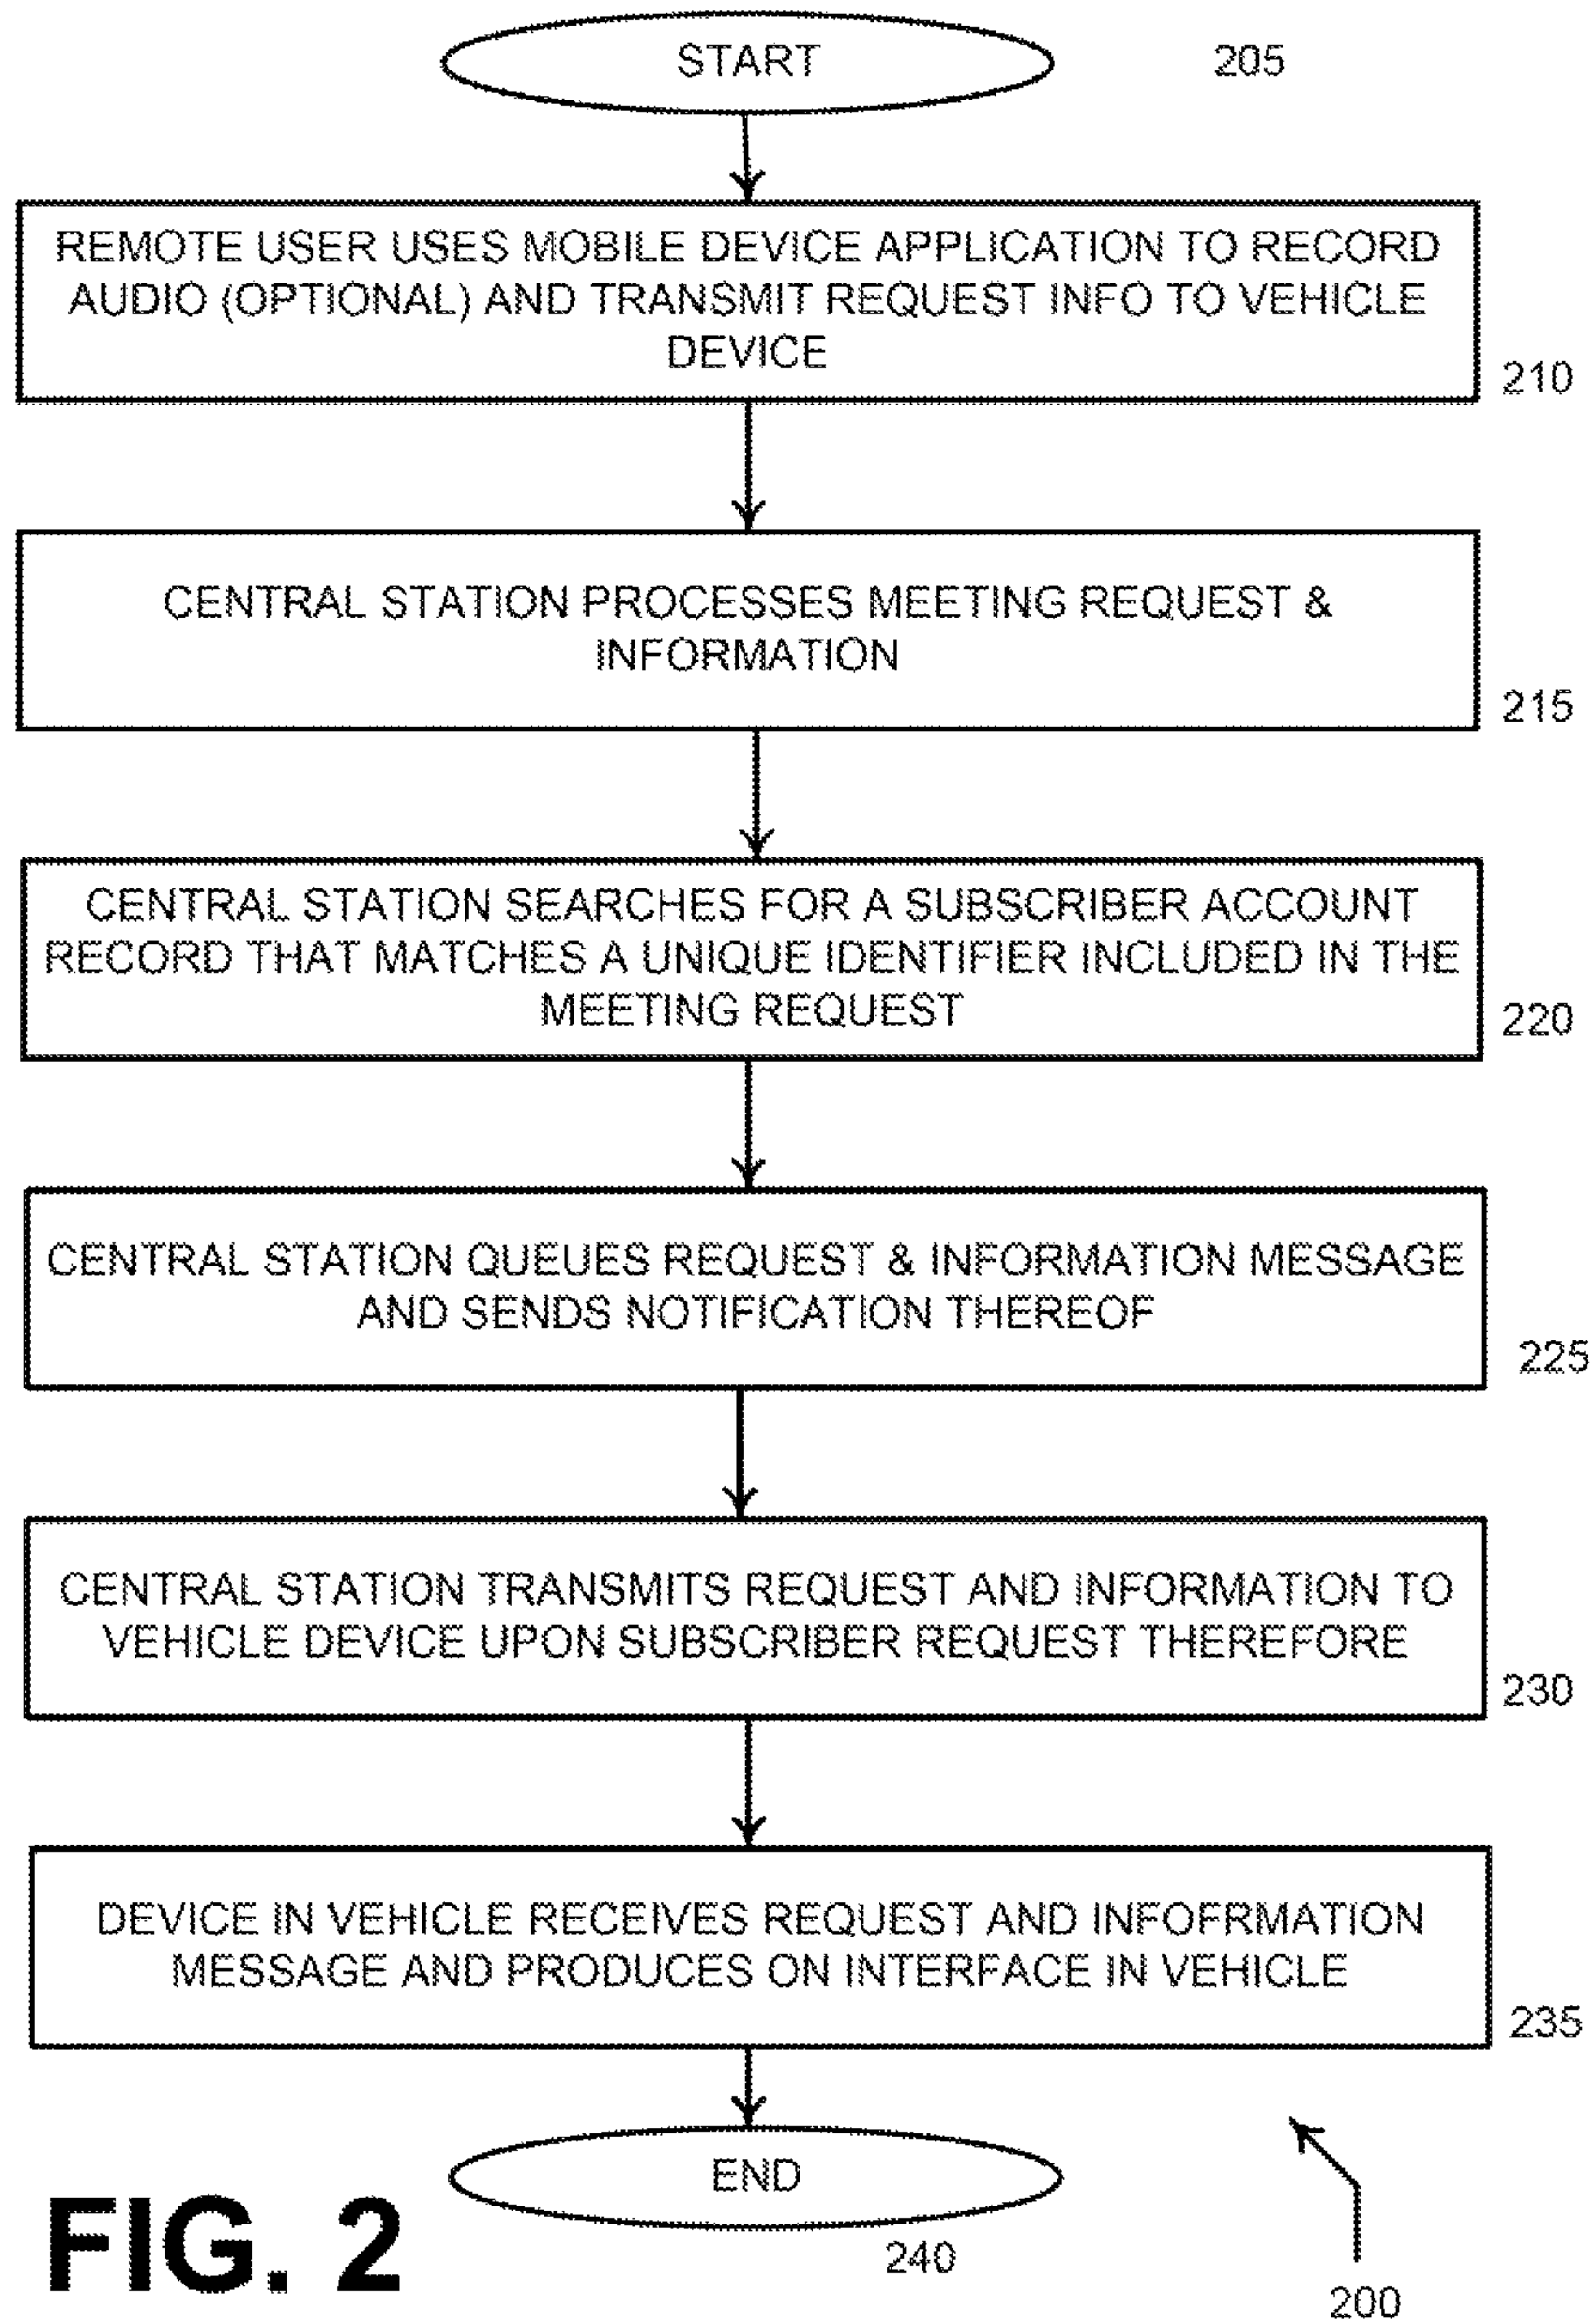 START
205
REMOTE USER USES MOBILE DEVICE APPLICATION TO RECORD
AUDIO (OPTIONAL) AND TRANSMIT REQUEST INFO TO VEHICLE
DEVICE
210
CENTRAL STATION PROCESSES MEETING REQUEST &
INFORMATION
215
CENTRAL STATION SEARCHES FOR A SUBSCRIBER ACCOUNT
RECORD THAT MATCHES A UNIQUE IDENTIFIER INCLUDED IN THE
MEETING REQUEST
220
CENTRAL STATION QUEUES REQUEST & INFORMATION MESSAGE
AND SENDS NOTIFICATION THEREOF
225
CENTRAL STATION TRANSMITS REQUEST AND INFORMATION TO
VEHICLE DEVICE UPON SUBSCRIBER REQUEST THEREFORE
230
DEVICE IN VEHICLE RECEIVES REQUEST AND INFOFRMATION
MESSAGE AND PRODUCES ON INTERFACE IN VEHICLE
235
END
240
FIG. 2
200